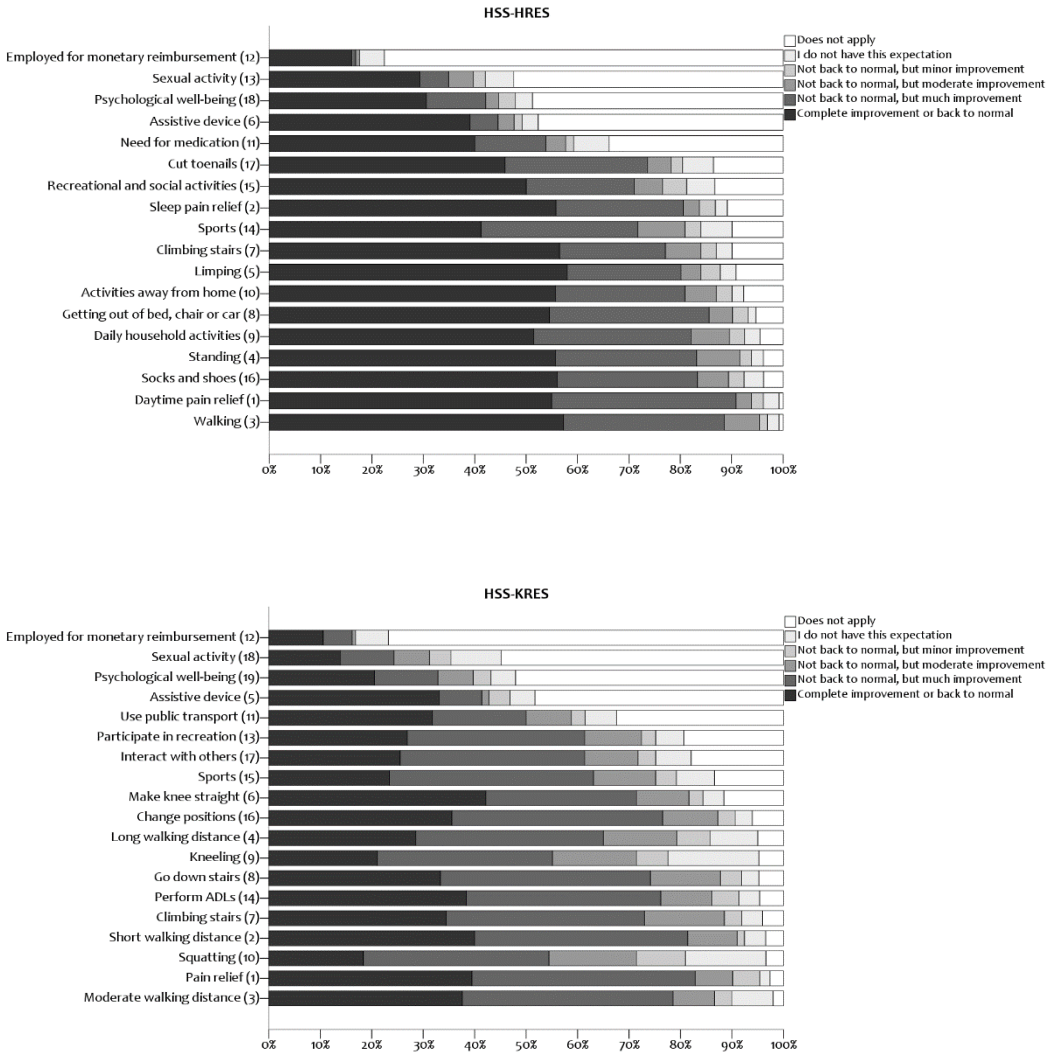 HSS-HRES
Does not apply
I do not have this expectation
Not back to normal, but minor improvement
Not back to normal, but moderate improvement
Not back to normal, but much improvement
Complete improvement or back to normal
Employed for monetary reimbursement (12)
Sexual activity (13)
Psychological well-being (18)
Assistive device (6)
Need for medication (11)
Cut toenails (17)
Recreational and social activities (15)
Sleep pain relief (2)
Sports (14)
Climbing stairs (7)
Limping (5)
Activities away from home (10)
Getting out of bed, chair or car (8)
Daily household activities (9)
Standing (4)
Socks and shoes (16)
Daytime pain relief (1)
Walking (3)
0% 10% 20% 30% 40% 50% 60% 70% 80% 90% 100%
HSS-KRES
Does not apply
I do not have this expectation
Not back to normal, but minor improvement
Not back to normal, but moderate improvement
Not back to normal, but much improvement
Complete improvement or back to normal
Employed for monetary reimbursement (12)
Sexual activity (18)
Psychological well-being (19)
Assistive device (5)
Use public transport (11)
Participate in recreation (13)
Interact with others (17)
Sports (15)
Make knee straight (6)
Change positions (16)
Long walking distance (4)
Kneeling (9)
Go down stairs (8)
Perform ADLs (14)
Climbing stairs (7)
Short walking distance (2)
Squatting (10)
Pain relief (1)
Moderate walking distance (3)
0% 10% 20% 30% 40% 50% 60% 70% 80% 90% 100%